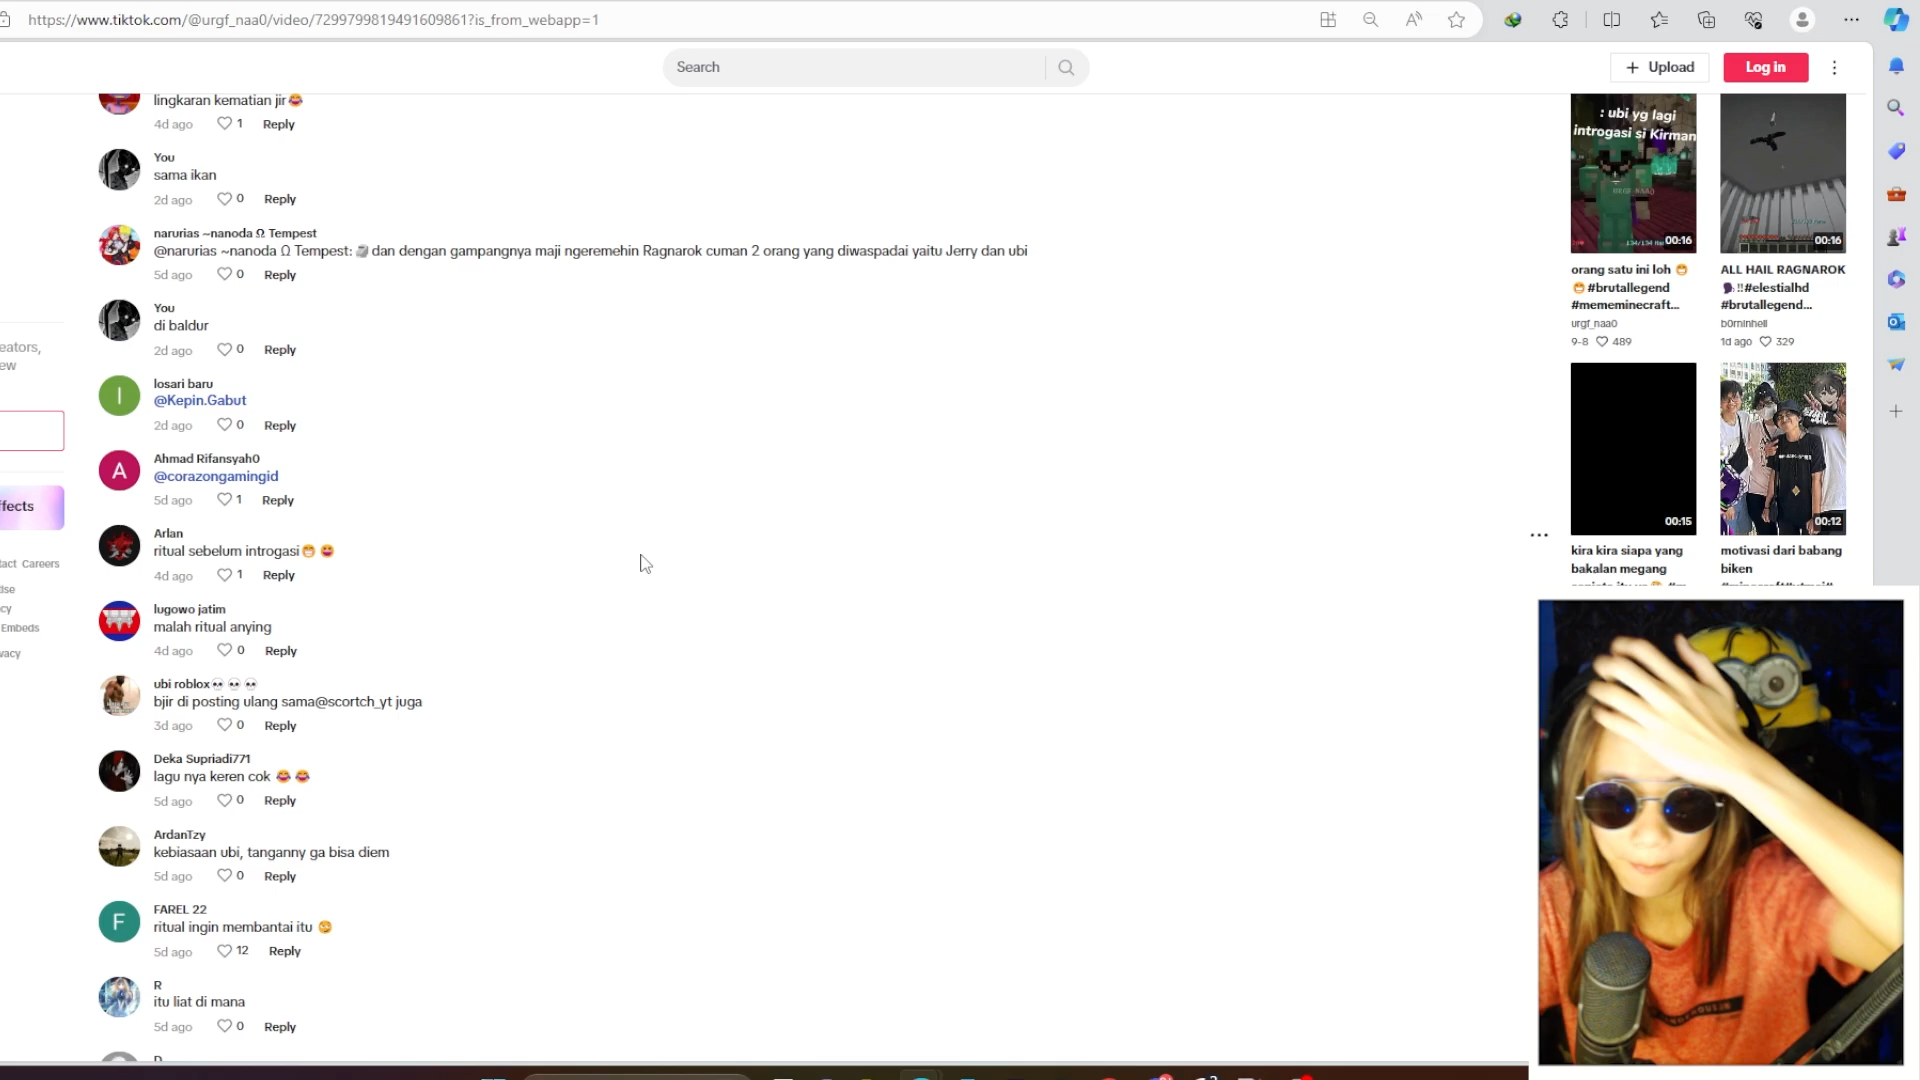 https://www.tiktok.com/@urgf_naa0/video/7299799819491609861?is_from_webapp=1
Search
Upload
Log in
lingkaran kematian jir😂
4d ago 1 Reply
You
sama ikan
2d ago 0 Reply
narurias ~nanoda Ω Tempest
@narurias ~nanoda Ω Tempest: 🗿 dan dengan gampangnya maji ngeremehin Ragnarok cuman 2 orang yang diwaspadai yaitu Jerry dan ubi
5d ago 0 Reply
You
di baldur
2d ago 0 Reply
losari baru
@Kepin.Gabut
2d ago 0 Reply
Ahmad Rifansyah0
@corazongamingid
5d ago 1 Reply
Arlan
ritual sebelum introgasi😁 😝
4d ago 1 Reply
lugowo jatim
malah ritual anying
4d ago 0 Reply
ubi roblox💀 💀 💀
bjir di posting ulang sama@scortch_yt juga
3d ago 0 Reply
Deka Supriadi771
lagu nya keren cok 😂 😂
5d ago 0 Reply
ArdanTzy
kebiasaan ubi, tanganny ga bisa diem
5d ago 0 Reply
FAREL 22
ritual ingin membantai itu
5d ago 12 Reply
R
itu liat di mana
5d ago 0 Reply
eators,
ew
ffects
tact Careers
cy
Embeds
vacy
: ubi yg lagi
introgasi si Kirman
00:16
orang satu ini loh 😁
😁 #brutallegend
#mememinecraft...
urgf_naa0
9-8 489
00:16
ALL HAIL RAGNAROK
🗣‼#elestialhd
#brutallegend...
b0rninhell
1d ago 329
00:15
kira kira siapa yang
bakalan megang
00:12
motivasi dari babang
biken